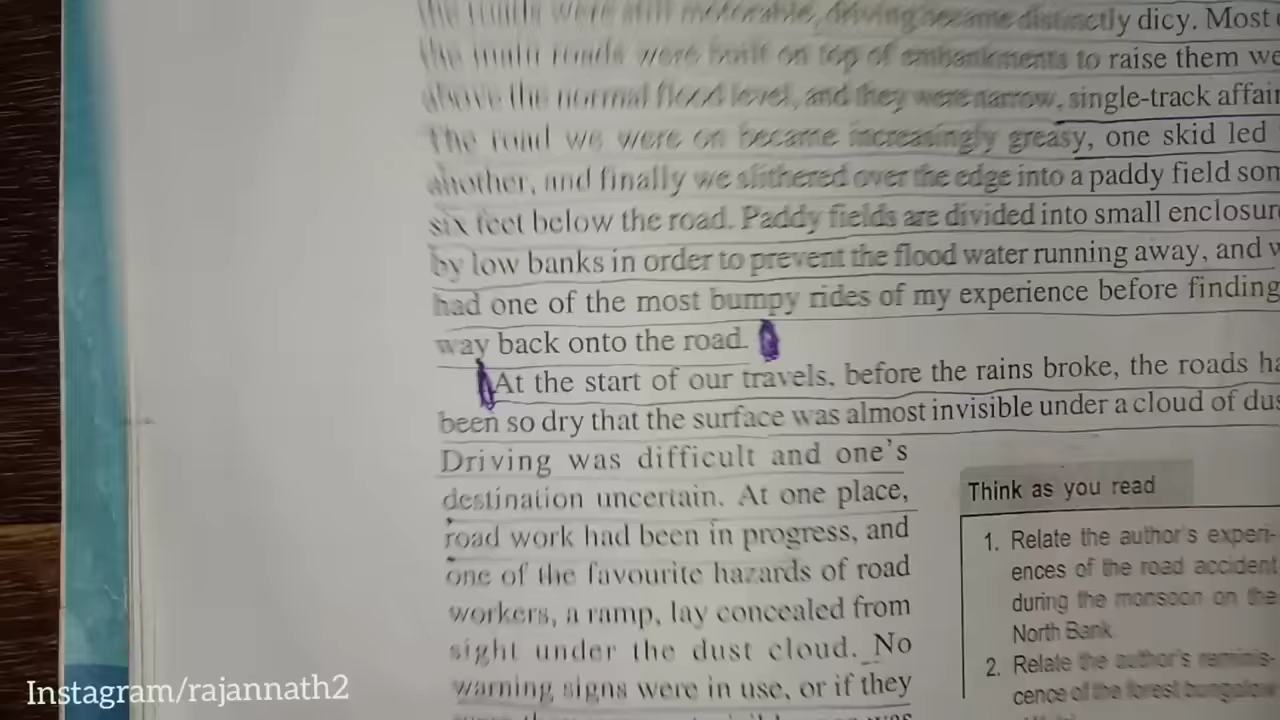 the roads were still motorable, driving became distinctly dicy. Most
the main roads were built on top of embankments to raise them we
above the normal flood level, and they were narrow, single-track affair
The road we were on became increasingly greasy, one skid led
another, and finally we slithered over the edge into a paddy field som
six feet below the road. Paddy fields are divided into small enclosur
by low banks in order to prevent the flood water running away, and w
had one of the most bumpy rides of my experience before finding
way back onto the road.
At the start of our travels, before the rains broke, the roads ha
been so dry that the surface was almost invisible under a cloud of dus
Driving was difficult and one's
destination uncertain. At one place,
road work had been in progress, and
one of the favourite hazards of road
workers, a ramp, lay concealed from
sight under the dust cloud. No
warning signs were in use, or if they
Think as you read
1. Relate the author's experi-
ences of the road accident
during the monsoon on the
North Bank
2. Relate the author's reminis-
cence of the forest bungalow
Instagram/rajannath2